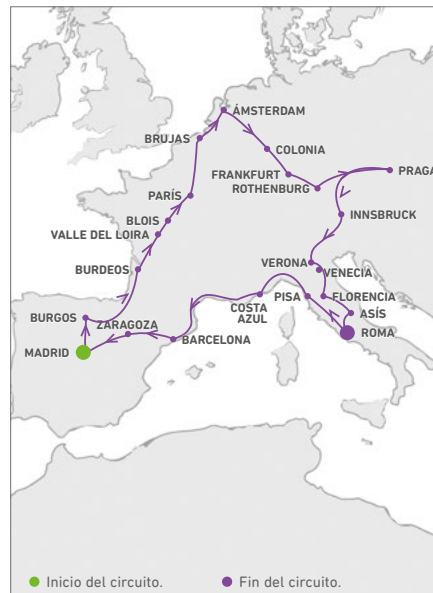 ÁMSTERDAM
BRUJAS
COLONIA
FRANKFURT
PRAGA
ROTHENBURG
PARÍS
INNSBRUCK
BLOIS
VALLE DEL LOIRA
VERONA
VENECIA
BURDEOS
COSTA
AZUL
PISA
FLORENCIA
ASÍS
BURGOS
ZARAGOZA
ROMA
BARCELONA
MADRID
Inicio del circuito.
Fin del circuito.